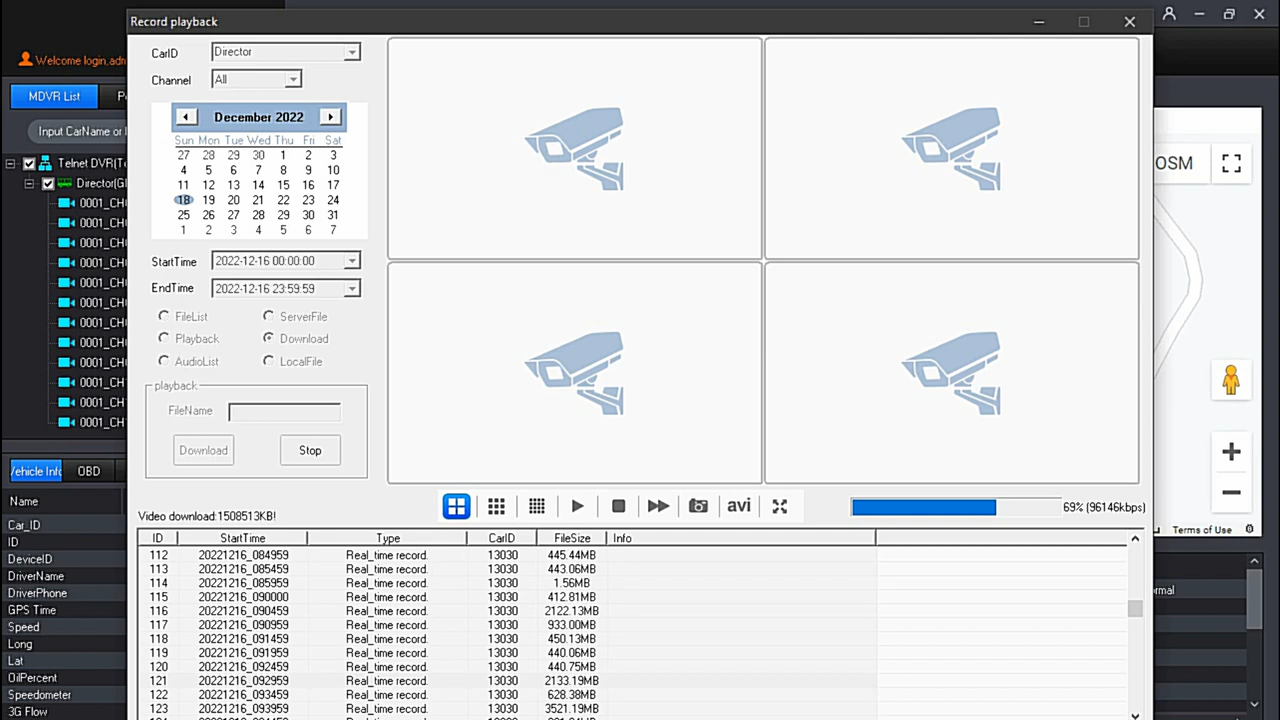 Record playback
Welcome login,adm
MDVR List
Input CarName or I
Telnet DVR(Te
Director(GI
0001_CH
0001_CH
0001_CH
0001_CH
0001_CH
0001_CH
0001_CH
0001_CH
0001_CH
0001_CH
0001_CH
0001_CH
Vehicle Info
OBD
Name
Car_ID
ID
DeviceID
DriverName
DriverPhone
GPS Time
Speed
Long
Lat
OilPercent
Speedometer
3G Flow
CarID Director
Channel All
December 2022
Sun Mon Tue Wed Thu Fri Sat
27 28 29 30 1 2 3
4 5 6 7 8 9 10
11 12 13 14 15 16 17
18 19 20 21 22 23 24
25 26 27 28 29 30 31
1 2 3 4 5 6 7
StartTime 2022-12-16 00:00:00
EndTime 2022-12-16 23:59:59
FileList ServerFile
Playback Download
AudioList LocalFile
playback
FileName
Download Stop
avi
69% (96146kbps)
Video download:1508513KB!
ID StartTime Type CarID FileSize Info
112 20221216_084959 Real_time record. 13030 445.44MB
113 20221216_085459 Real_time record. 13030 443.06MB
114 20221216_085959 Real_time record. 13030 1.56MB
115 20221216_090000 Real_time record. 13030 412.81MB
116 20221216_090459 Real_time record. 13030 2122.13MB
117 20221216_090959 Real_time record. 13030 933.00MB
118 20221216_091459 Real_time record. 13030 450.13MB
119 20221216_091959 Real_time record. 13030 440.06MB
120 20221216_092459 Real_time record. 13030 440.75MB
121 20221216_092959 Real_time record. 13030 2133.19MB
122 20221216_093459 Real_time record. 13030 628.38MB
123 20221216_093959 Real_time record. 13030 3521.19MB
OSM
Terms of Use
rmal